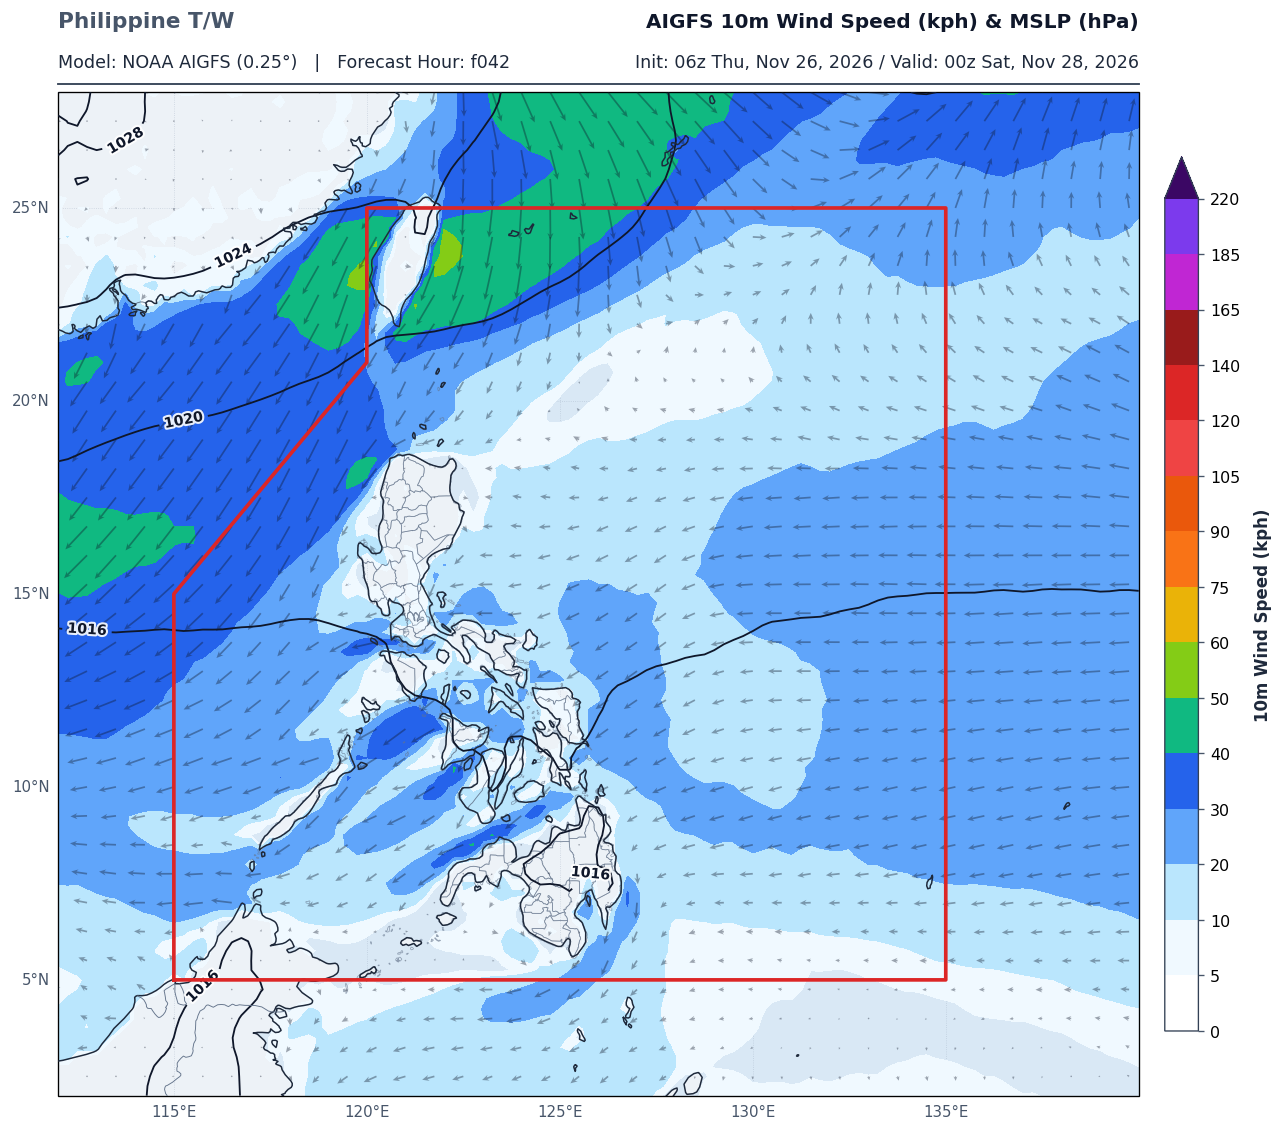 Philippine T/W
AIGFS 10m Wind Speed (kph) & MSLP (hPa)
Model: NOAA AIGFS (0.25°) | Forecast Hour: f042
Init: 06z Thu, Nov 26, 2026 / Valid: 00z Sat, Nov 28, 2026
1028
1024
1020
1016
1016
1016
25°N
20°N
15°N
10°N
5°N
115°E
120°E
125°E
130°E
135°E
220
185
165
140
120
105
90
75
60
50
40
30
20
10
5
0
10m Wind Speed (kph)